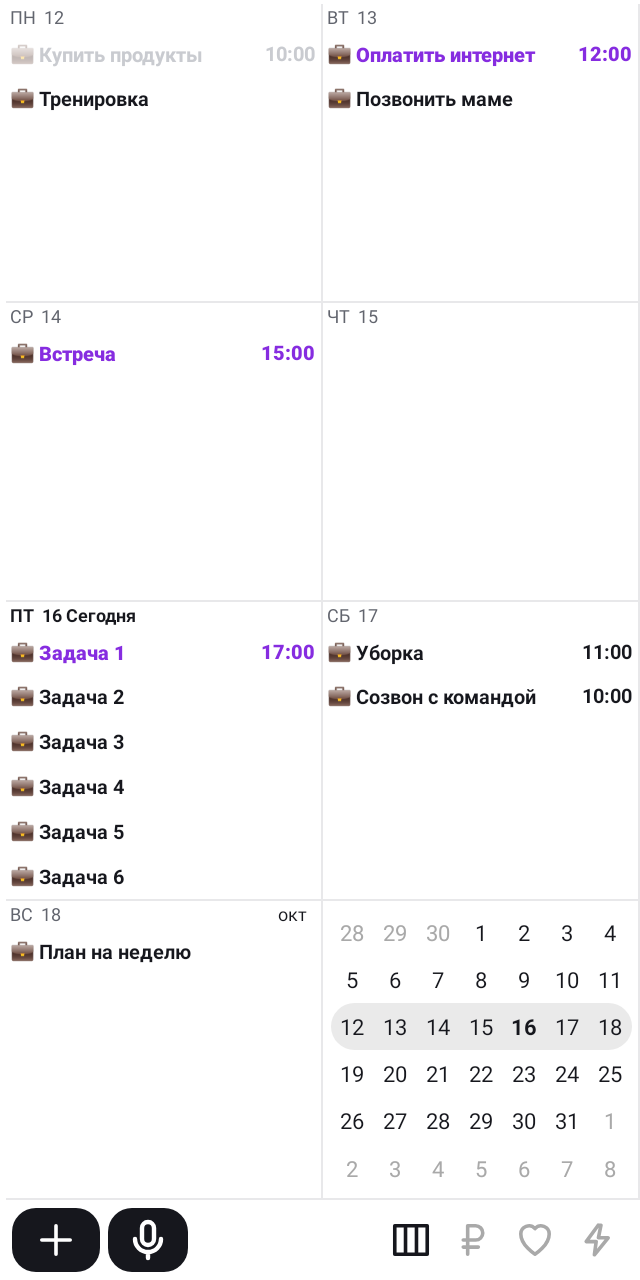 ПН 12
Купить продукты 10:00
Тренировка
ВТ 13
Оплатить интернет 12:00
Позвонить маме
СР 14
Встреча 15:00
ЧТ 15
ПТ 16 Сегодня
Задача 1 17:00
Задача 2
Задача 3
Задача 4
Задача 5
Задача 6
СБ 17
Уборка 11:00
Созвон с командой 10:00
ВС 18 окт
План на неделю
28 29 30 1 2 3 4
5 6 7 8 9 10 11
12 13 14 15 16 17 18
19 20 21 22 23 24 25
26 27 28 29 30 31 1
2 3 4 5 6 7 8